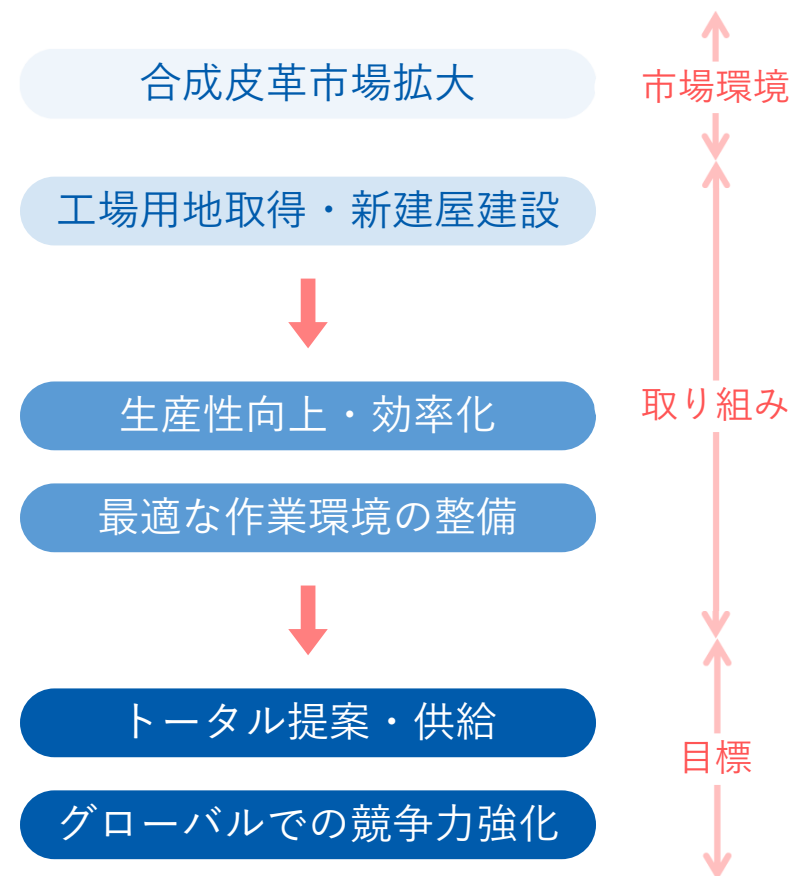 合成皮革市場拡大
市場環境
工場用地取得・新建屋建設
生産性向上・効率化
取り組み
最適な作業環境の整備
トータル提案・供給
目標
グローバルでの競争力強化